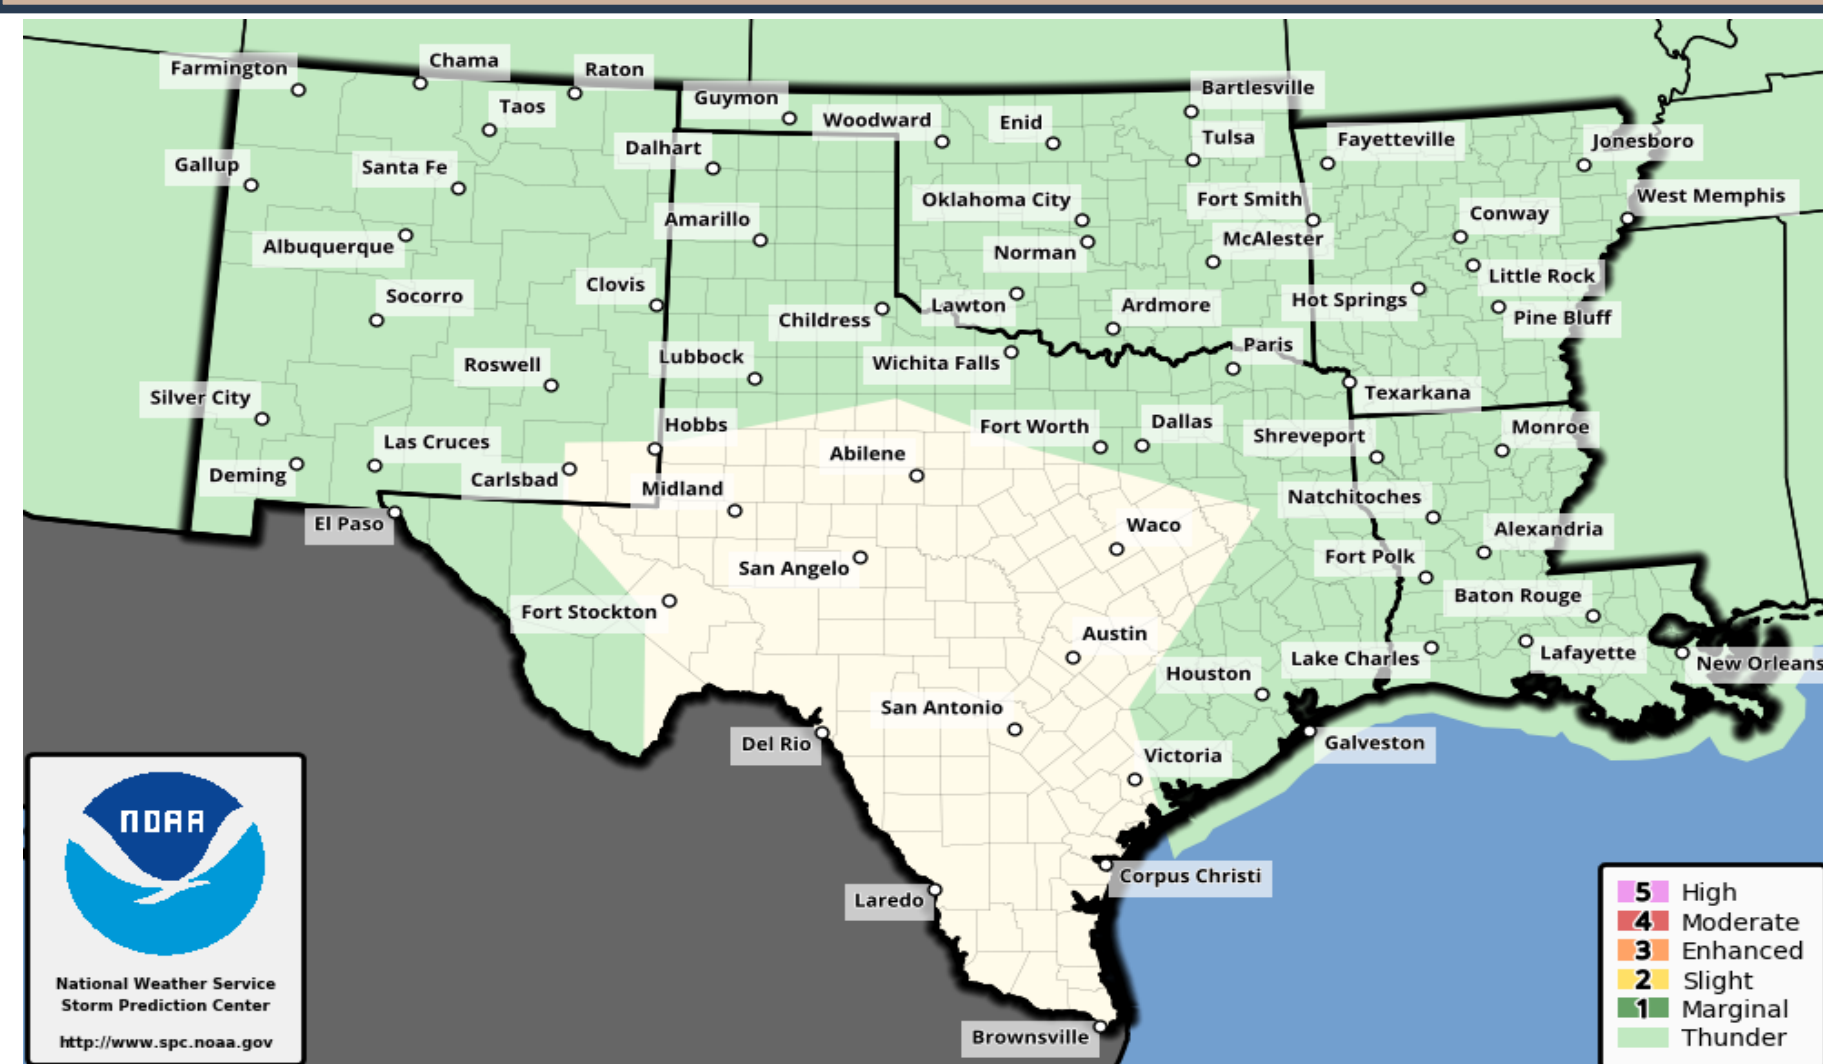 Farmington
Chama
Raton
Taos
Guymon
Woodward
Enid
Bartlesville
Tulsa
Fayetteville
Jonesboro
Gallup
Santa Fe
Dalhart
Amarillo
Oklahoma City
Fort Smith
West Memphis
Conway
Albuquerque
Norman
McAlester
Little Rock
Socorro
Clovis
Childress
Lawton
Ardmore
Hot Springs
Pine Bluff
Roswell
Lubbock
Wichita Falls
Paris
Texarkana
Silver City
Las Cruces
Hobbs
Fort Worth
Dallas
Shreveport
Monroe
Deming
Carlsbad
Midland
Abilene
El Paso
Waco
Natchitoches
Alexandria
San Angelo
Fort Polk
Fort Stockton
Baton Rouge
Austin
Lake Charles
Lafayette
New Orleans
Houston
San Antonio
Del Rio
Victoria
Galveston
Laredo
Corpus Christi
Brownsville
NOAA
National Weather Service
Storm Prediction Center
http://www.spc.noaa.gov
5 High
4 Moderate
3 Enhanced
2 Slight
1 Marginal
Thunder